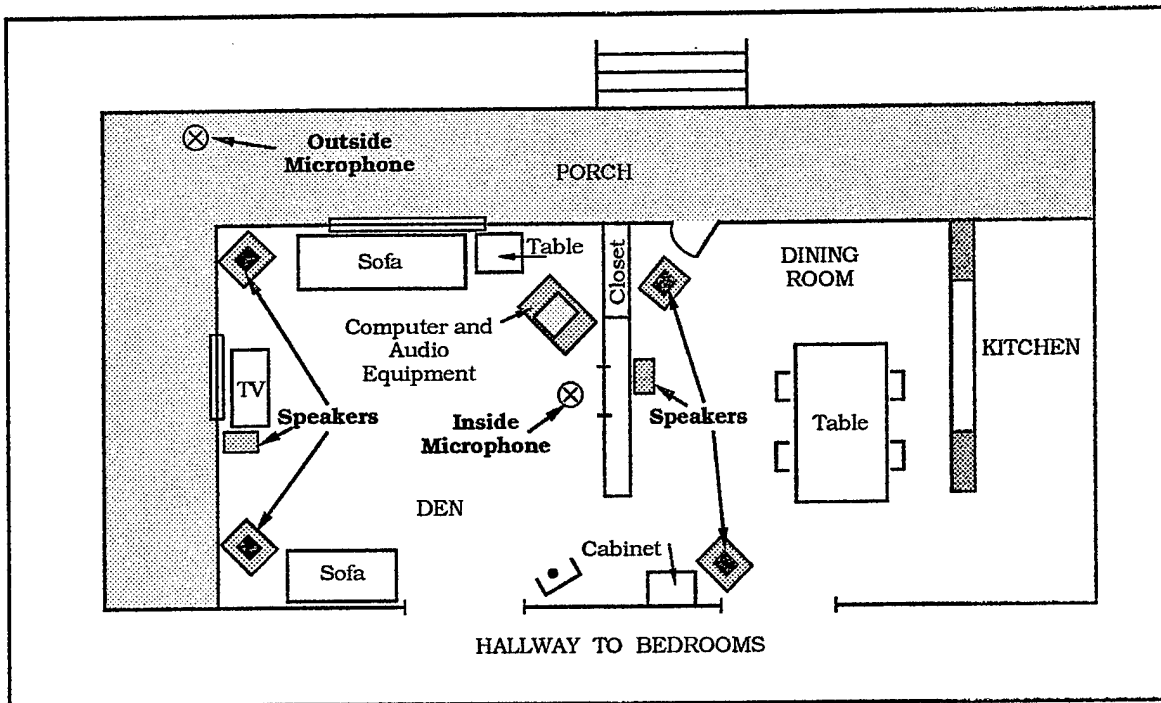 Outside
Microphone
PORCH
Sofa
Table
Closet
DINING
ROOM
Computer and
Audio
Equipment
KITCHEN
TV
Speakers
Inside
Microphone
Speakers
Table
DEN
Sofa
Cabinet
HALLWAY TO BEDROOMS